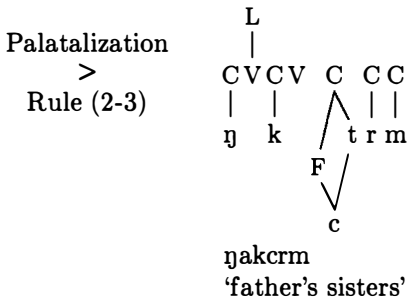 L
Palatalization
>
Rule (2-3)
C V C V C C C
ŋ k t r m
F
c
ŋakcrm
‘father's sisters’